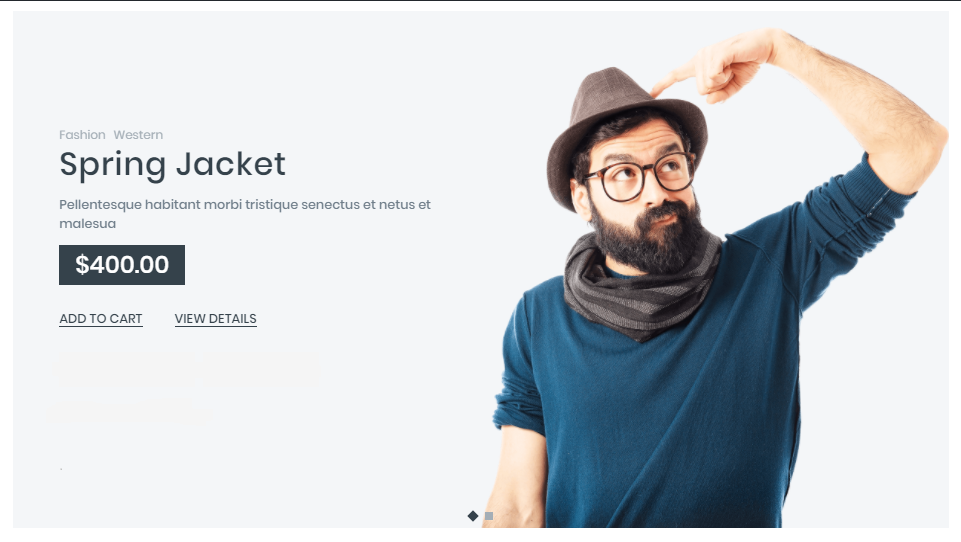 Fashion Western
Spring Jacket
Pellentesque habitant morbi tristique senectus et netus et
malesua
$400.00
ADD TO CART VIEW DETAILS